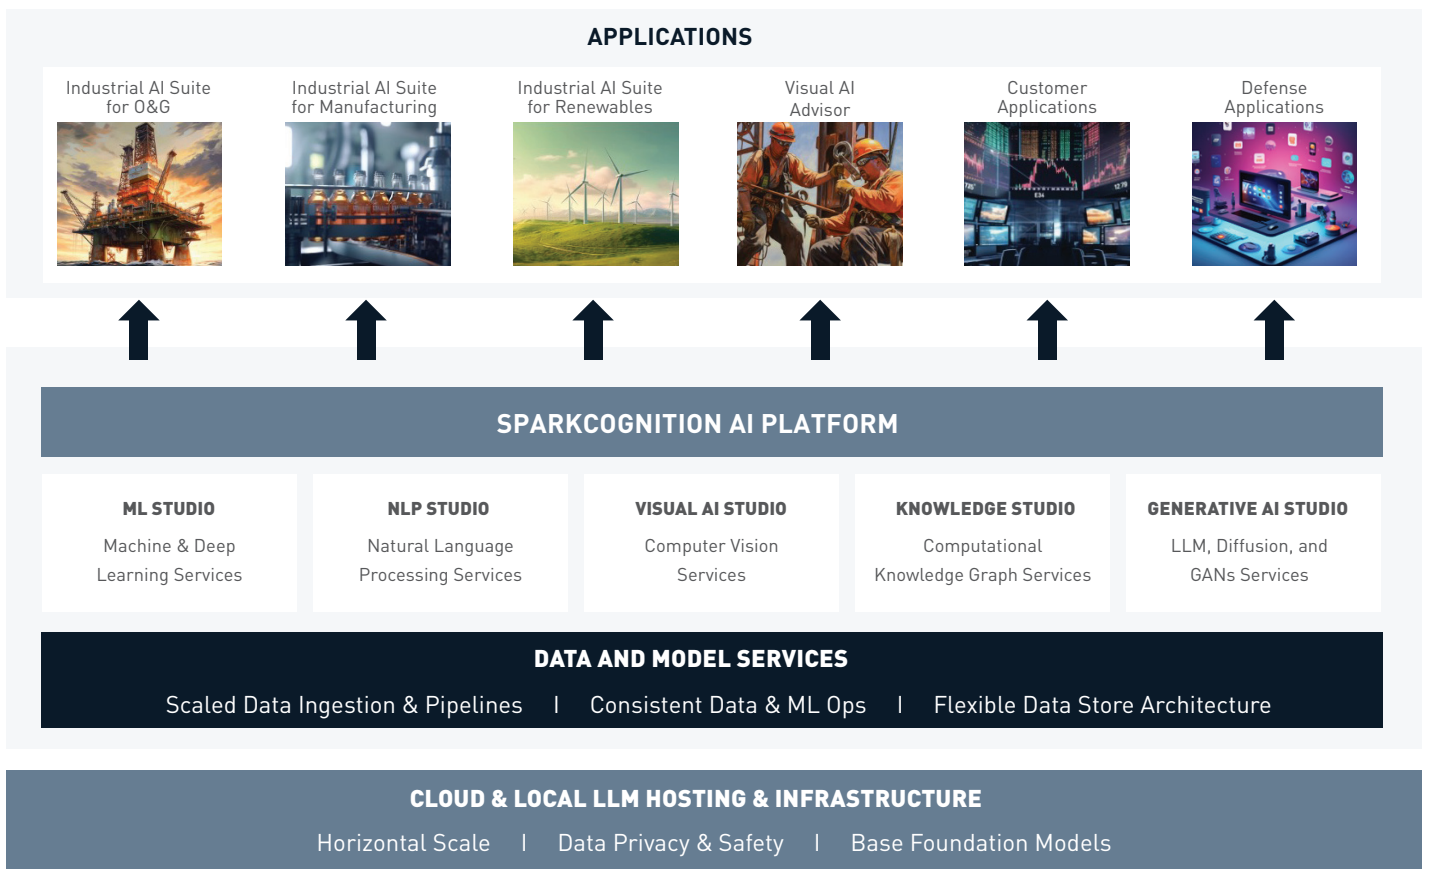 APPLICATIONS
Industrial AI Suite
for O&G
Industrial AI Suite
for Manufacturing
Industrial AI Suite
for Renewables
Visual AI
Advisor
Customer
Applications
Defense
Applications
E34
12 79
SPARKCOGNITION AI PLATFORM
ML STUDIO
Machine & Deep
Learning Services
NLP STUDIO
Natural Language
Processing Services
VISUAL AI STUDIO
Computer Vision
Services
KNOWLEDGE STUDIO
Computational
Knowledge Graph Services
GENERATIVE AI STUDIO
LLM, Diffusion, and
GANs Services
DATA AND MODEL SERVICES
Scaled Data Ingestion & Pipelines | Consistent Data & ML Ops | Flexible Data Store Architecture
CLOUD & LOCAL LLM HOSTING & INFRASTRUCTURE
Horizontal Scale | Data Privacy & Safety | Base Foundation Models